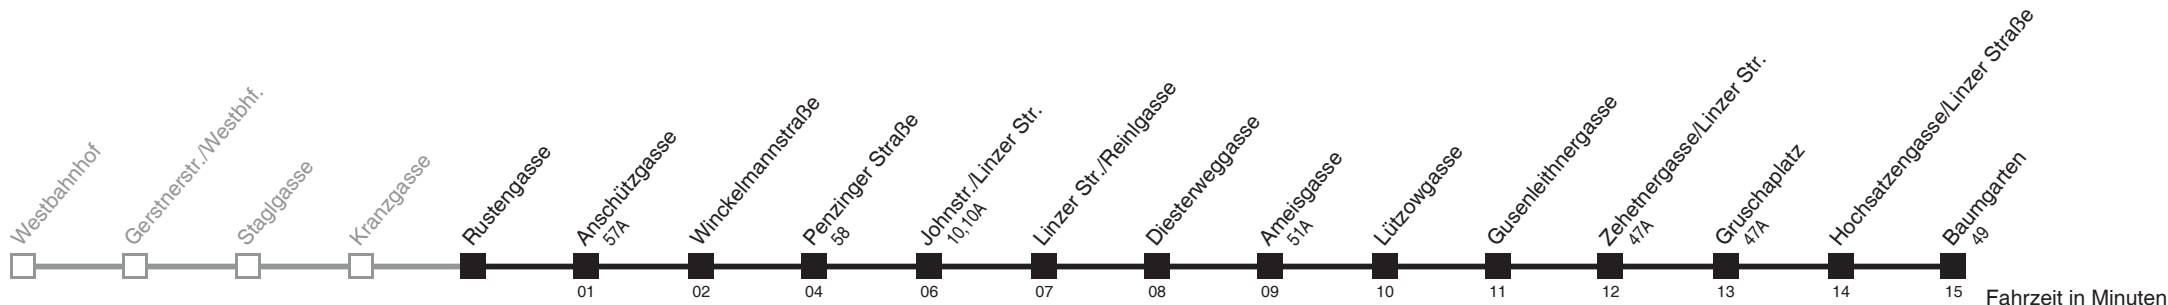 Westbahnhof
Gerstnerstr./Westbhf.
Staglgasse
Kranzgasse
Rustengasse
Anschützgasse
57A
Winckelmannstraße
Penzinger Straße
58
Johnstr./Linzer Str.
10,10A
Linzer Str./Reinlgasse
Diesterweggasse
Ameisgasse
51A
Lützowgasse
Gusenleithnergasse
Zehetnergasse/Linzer Str.
47A
Gruschaplatz
47A
Hochsatzengasse/Linzer Straße
Baumgarten
49
01 02 04 06 07 08 09 10 11 12 13 14 15 Fahrzeit in Minuten